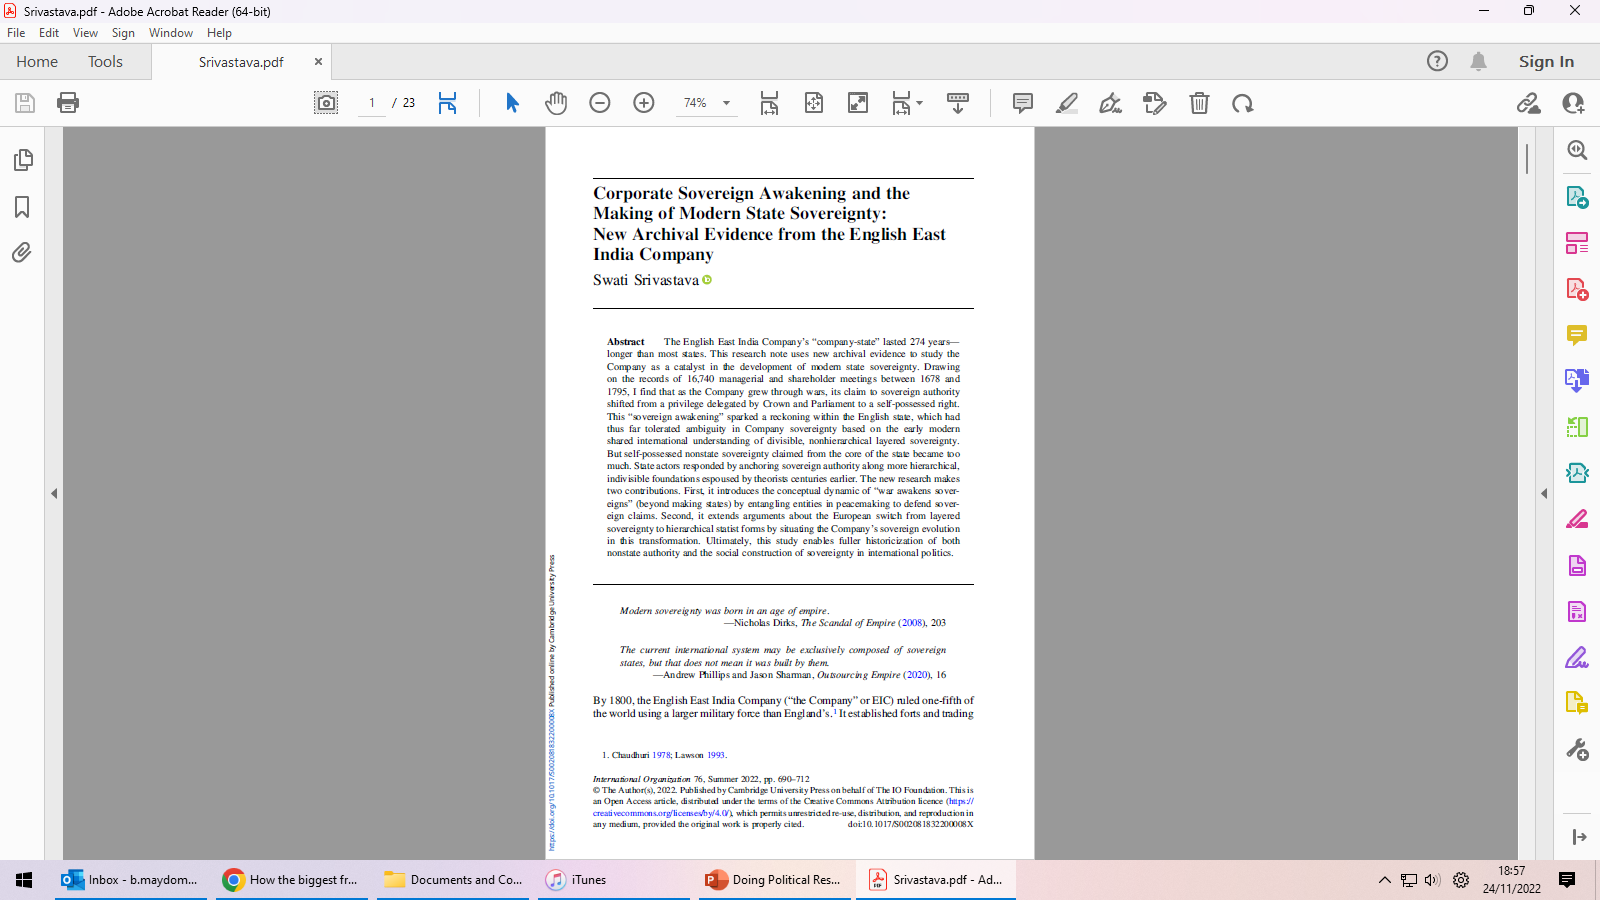 Srivastava.pdf - Adobe Acrobat Reader (64-bit)
File Edit View Sign Window Help
Home Tools Srivastava.pdf × Sign In
1 / 23 74%
Corporate Sovereign Awakening and the
Making of Modern State Sovereignty:
New Archival Evidence from the English East
India Company
Swati Srivastava iD
Abstract The English East India Company's “company-state” lasted 274 years—
longer than most states. This research note uses new archival evidence to study the
Company as a catalyst in the development of modern state sovereignty. Drawing
on the records of 16,740 managerial and shareholder meetings between 1678 and
1795, I find that as the Company grew through wars, its claim to sovereign authority
shifted from a privilege delegated by Crown and Parliament to a self-possessed right.
This “sovereign awakening” sparked a reckoning within the English state, which had
thus far tolerated ambiguity in Company sovereignty based on the early modern
shared international understanding of divisible, nonhierarchical layered sovereignty.
But self-possessed nonstate sovereignty claimed from the core of the state became too
much. State actors responded by anchoring sovereign authority along more hierarchical,
indivisible foundations espoused by theorists centuries earlier. The new research makes
two contributions. First, it introduces the conceptual dynamic of “war awakens sover-
eigns” (beyond making states) by entangling entities in peacemaking to defend sover-
eign claims. Second, it extends arguments about the European switch from layered
sovereignty to hierarchical statist forms by situating the Company's sovereign evolution
in this transformation. Ultimately, this study enables fuller historicization of both
nonstate authority and the social construction of sovereignty in international politics.
Modern sovereignty was born in an age of empire.
—Nicholas Dirks, The Scandal of Empire (2008), 203
The current international system may be exclusively composed of sovereign
states, but that does not mean it was built by them.
—Andrew Phillips and Jason Sharman, Outsourcing Empire (2020), 16
By 1800, the English East India Company (“the Company” or EIC) ruled one-fifth of
the world using a larger military force than England's.1 It established forts and trading
1. Chaudhuri 1978; Lawson 1993.
International Organization 76, Summer 2022, pp. 690–712
© The Author(s), 2022. Published by Cambridge University Press on behalf of The IO Foundation. This is
an Open Access article, distributed under the terms of the Creative Commons Attribution licence (https://
creativecommons.org/licenses/by/4.0/), which permits unrestricted re-use, distribution, and reproduction in
any medium, provided the original work is properly cited. doi:10.1017/S002081832200008X
https://doi.org/10.1017/S002081832200008X Published online by Cambridge University Press
Inbox - b.maydom... How the biggest fr... Documents and Co... iTunes Doing Political Res... Srivastava.pdf - Ad...
18:57
24/11/2022